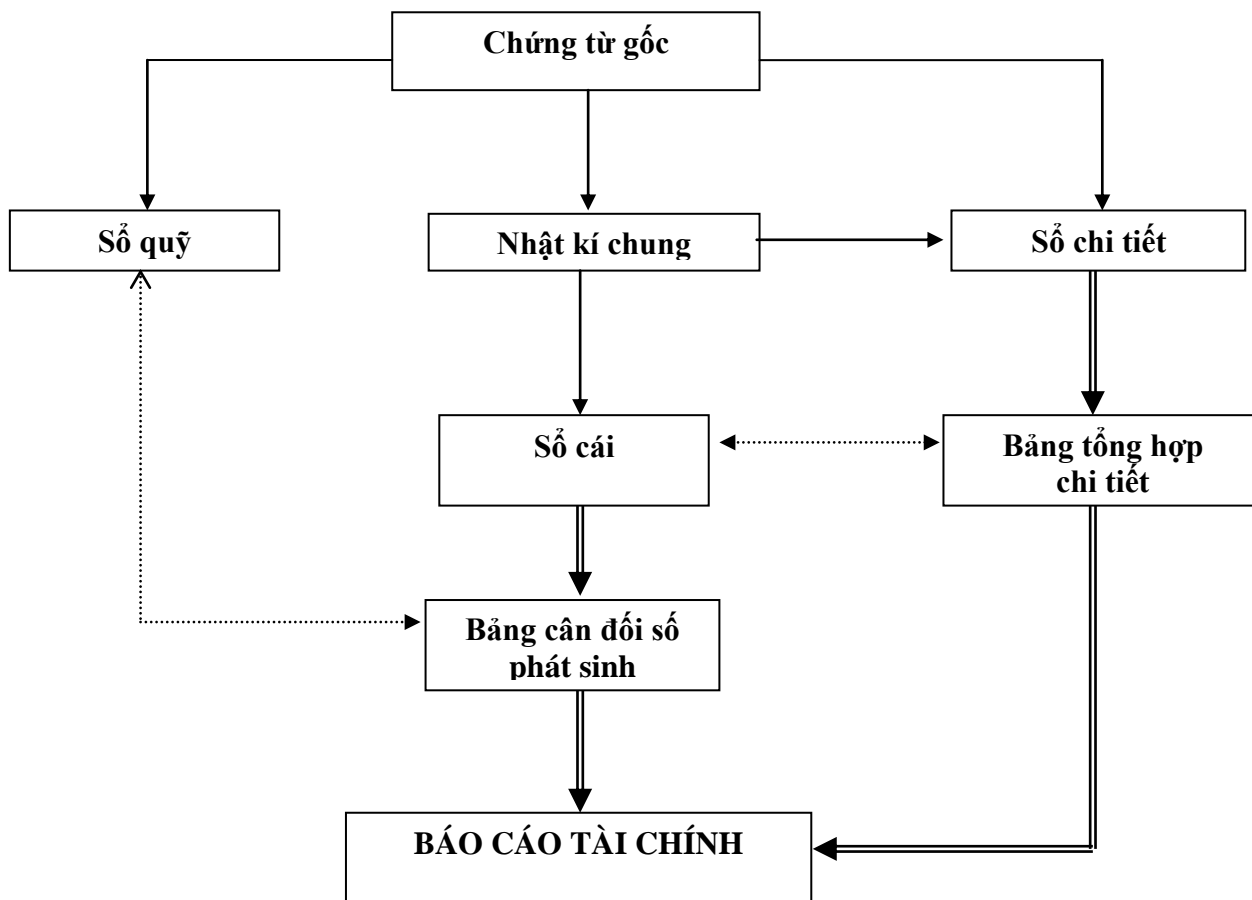 Chứng từ gốc
Sổ quỹ
Nhật kí chung
Sổ chi tiết
Sổ cái
Bảng tổng hợp
chi tiết
Bảng cân đối số
phát sinh
BÁO CÁO TÀI CHÍNH